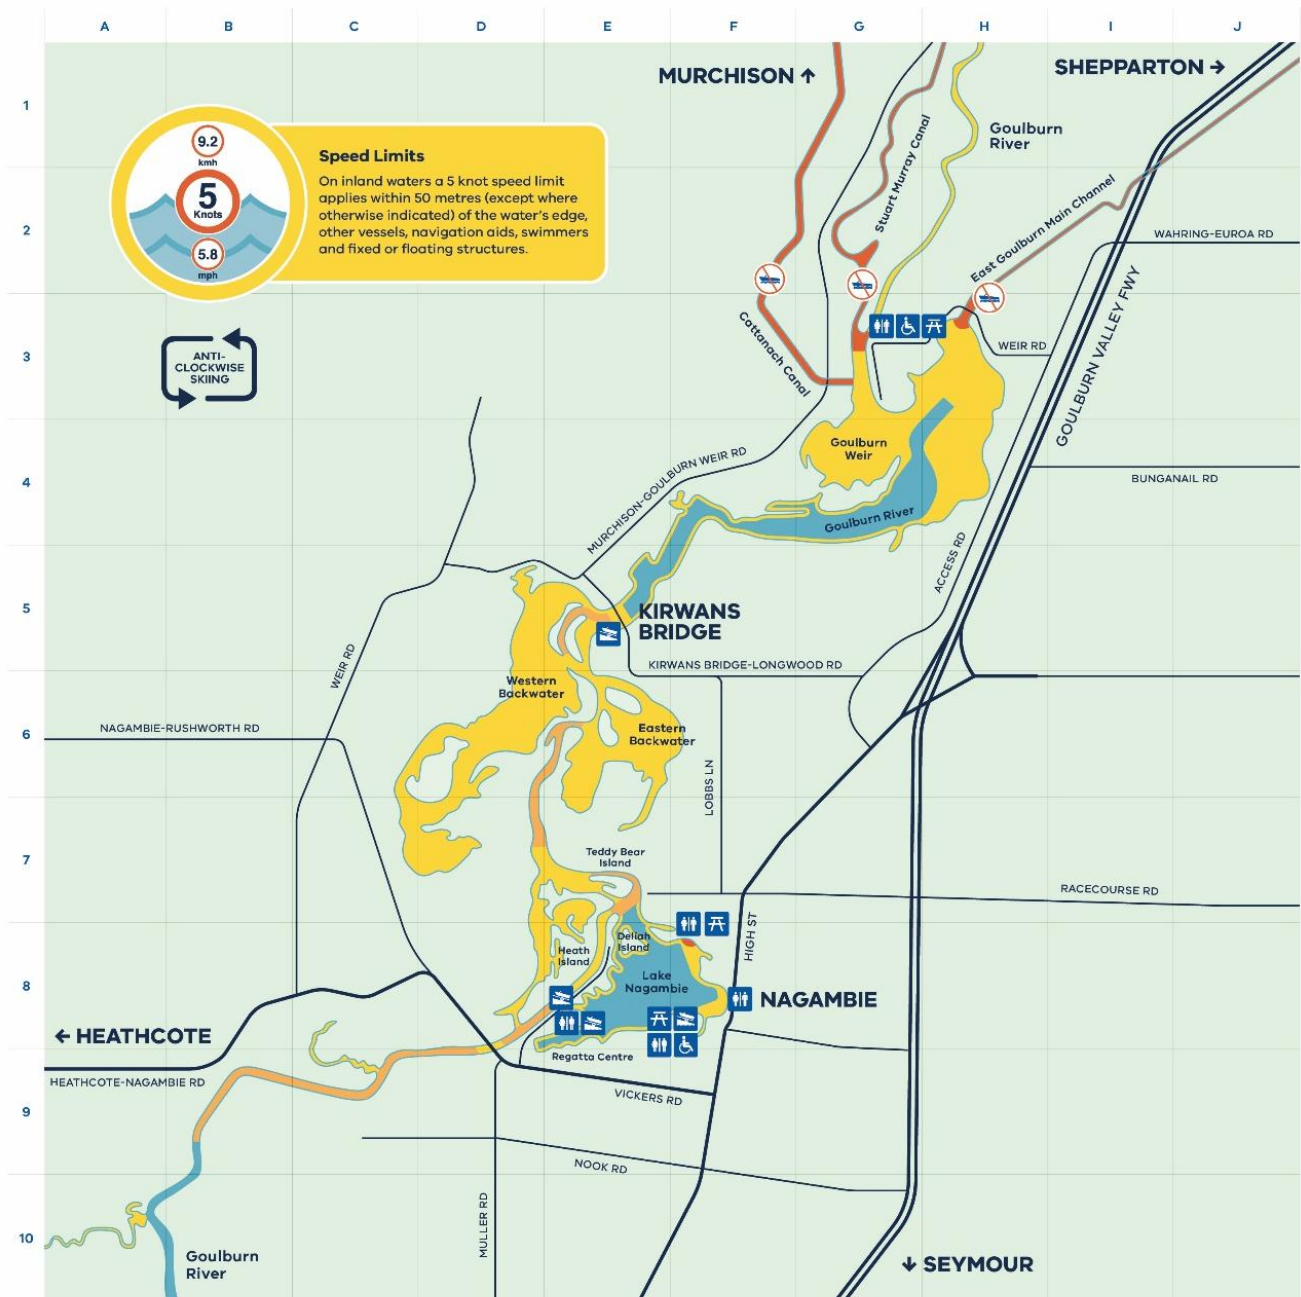 A B C D E F G H I J
1
2
3
4
5
6
7
8
9
10
MURCHISON ↑
SHEPPARTON →
9.2
kmh
5
Knots
5.8
mph
Speed Limits
On inland waters a 5 knot speed limit
applies within 50 metres (except where
otherwise indicated) of the water's edge,
other vessels, navigation aids, swimmers
and fixed or floating structures.
Goulburn
River
Stuart Murray Canal
East Goulburn Main Channel
WAHRING-EUROA RD
GOULBURN VALLEY FWY
ANTI-
CLOCKWISE
SKIING
Cattanach Canal
WEIR RD
Goulburn
Weir
MURCHISON-GOULBURN WEIR RD
BUNGANAIL RD
Goulburn River
ACCESS RD
KIRWANS
BRIDGE
KIRWANS BRIDGE-LONGWOOD RD
WEIR RD
Western
Backwater
NAGAMBIE-RUSHWORTH RD
Eastern
Backwater
LOBBS LN
Teddy Bear
Island
RACECOURSE RD
HIGH ST
Deliah
Island
Heath
Island
Lake
Nagambie
NAGAMBIE
← HEATHCOTE
Regatta Centre
HEATHCOTE-NAGAMBIE RD
VICKERS RD
NOOK RD
MULLER RD
Goulburn
River
↓ SEYMOUR